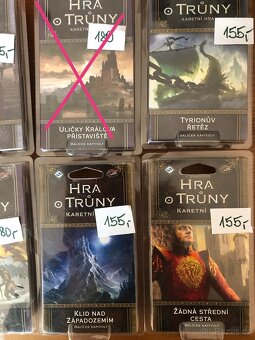 HRA
o TRŮNY
180
ULIČKY KRÁLOVA
PŘÍSTAVIŠTĚ
BALÍČEK KAPITOLY
HRA
o TRŮNY
KARETNÍ HRA
155,-
TYRIONŮV
ŘETĚZ
BALÍČEK KAPITOLY
HRA
o TRŮNY
KARETNÍ
155,-
KLID NAD
ZÁPADOZEMÍM
BALÍČEK KAPITOLY
HRA
o TRŮNY
KARETNÍ
155,-
ŽÁDNÁ STŘEDNÍ
CESTA
BALÍČEK KAPITOLY
80,-